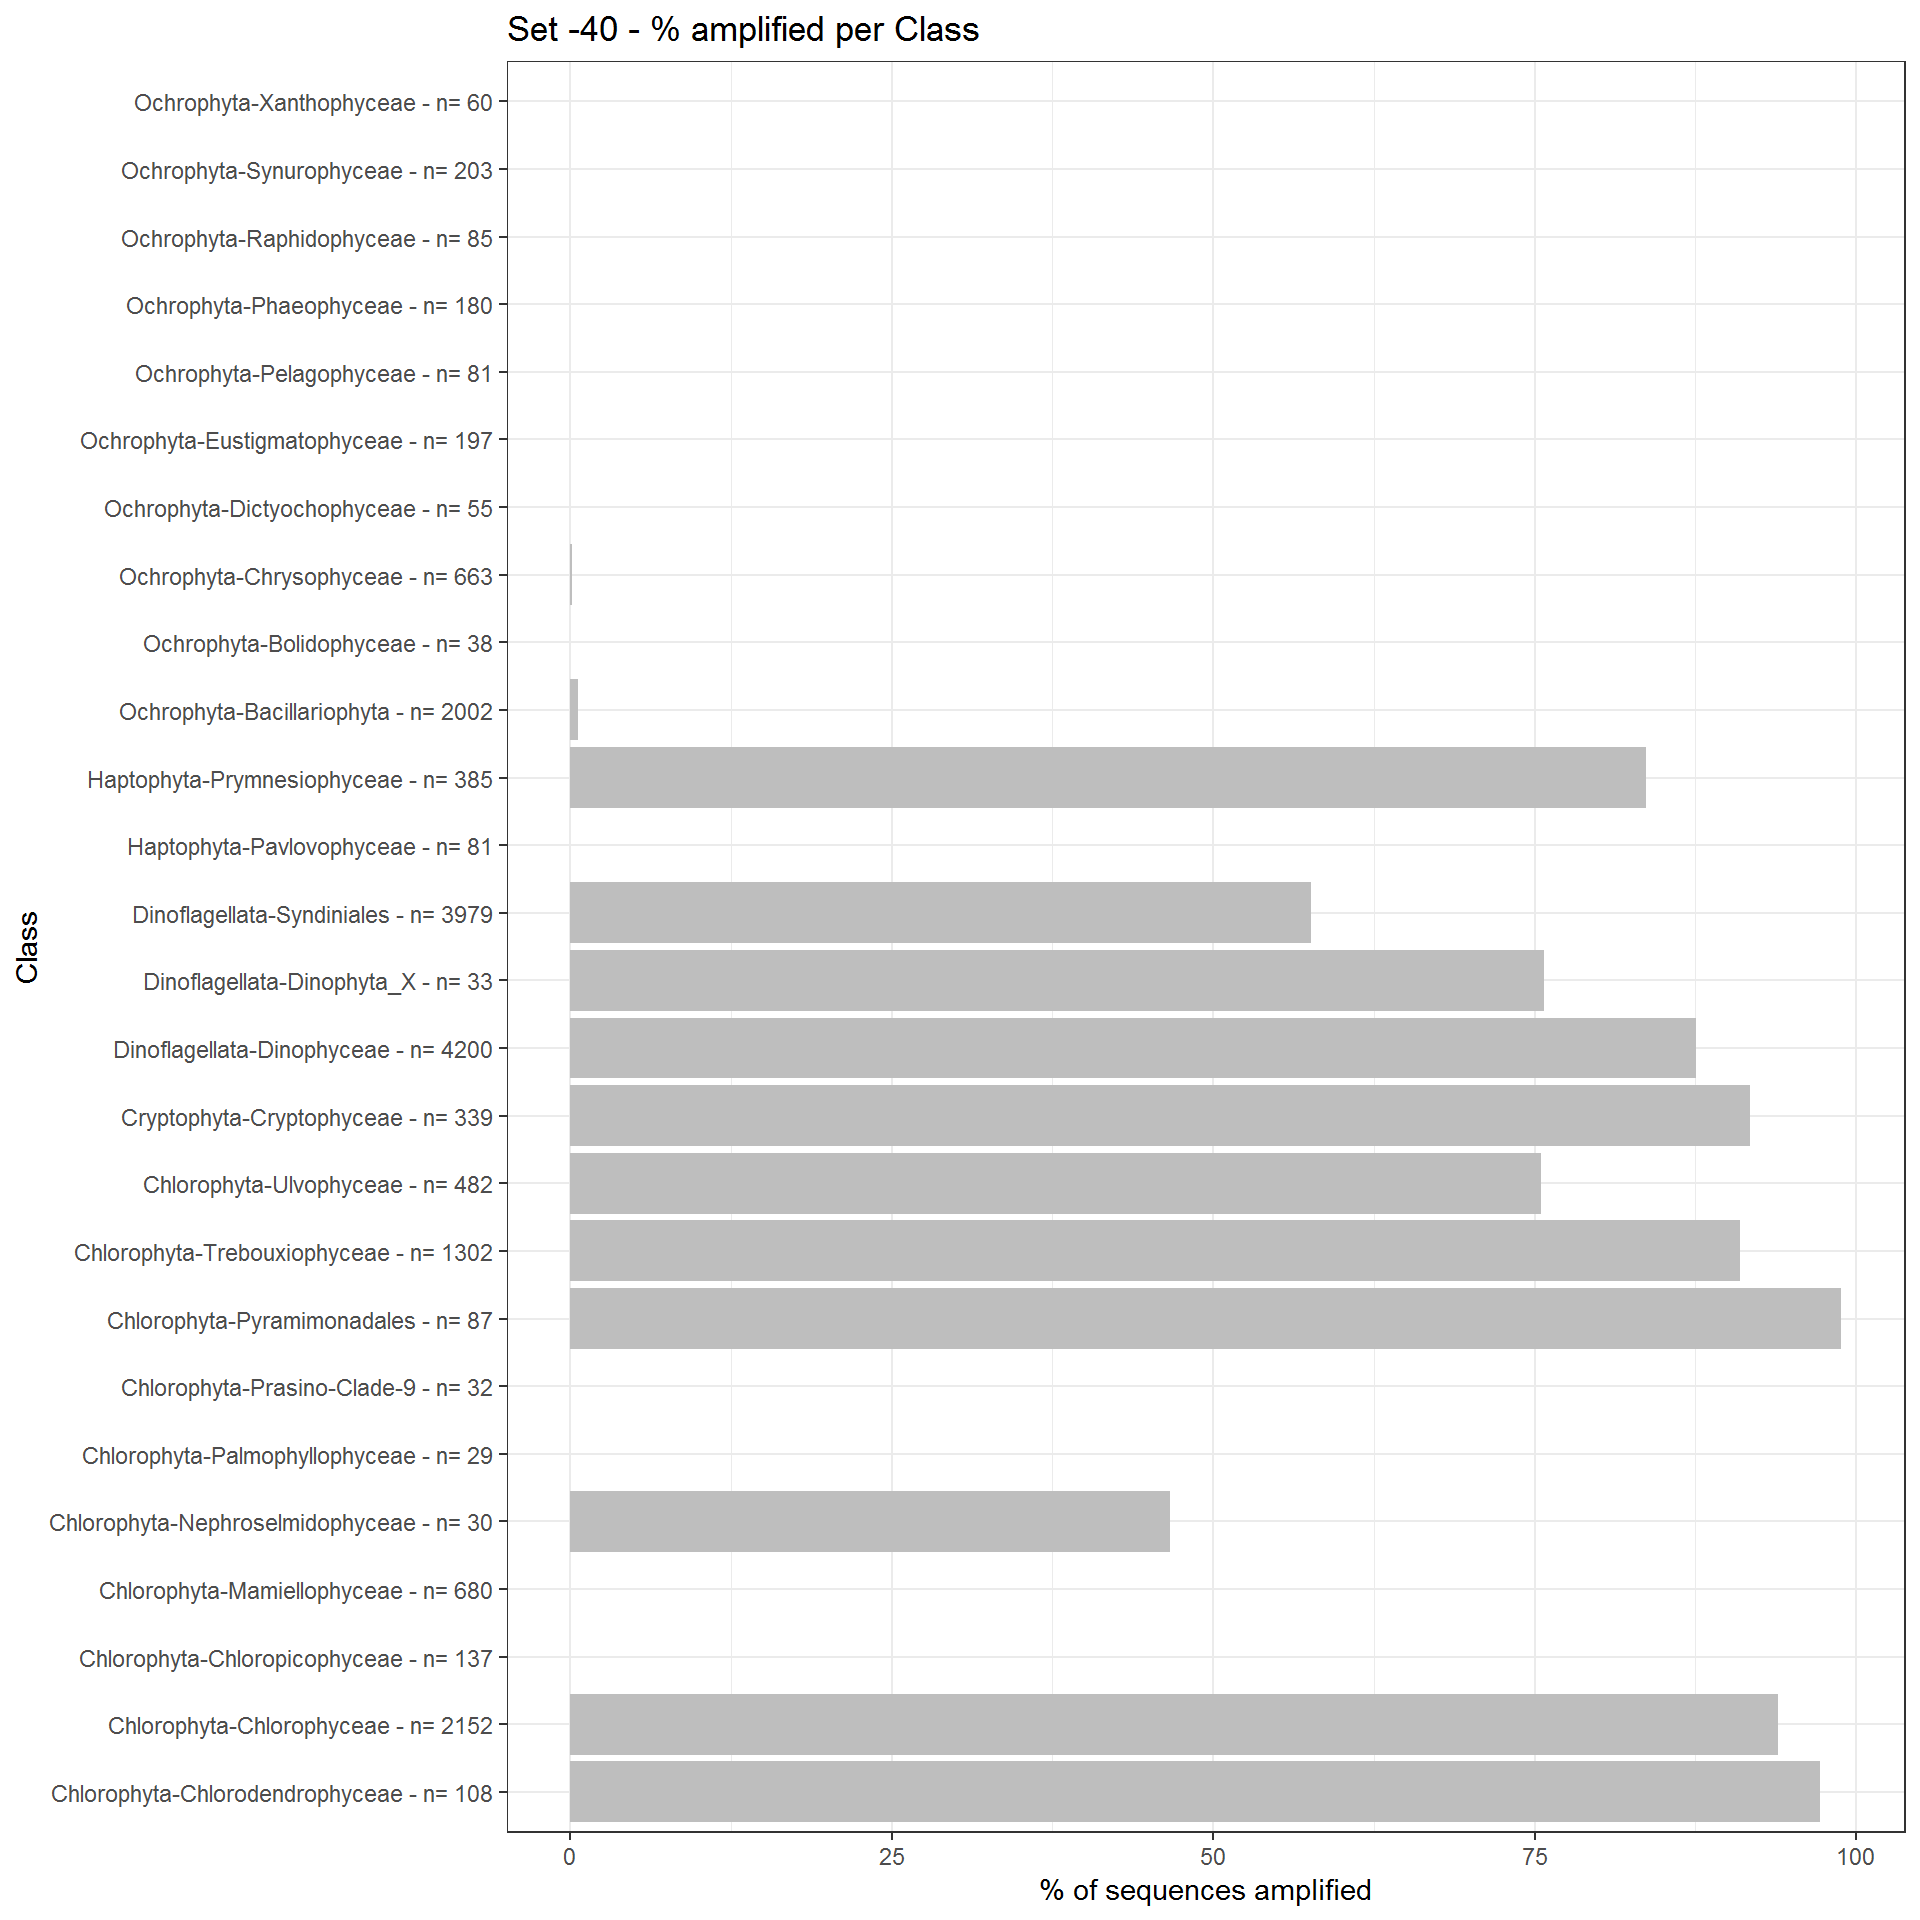 Set -40 - % amplified per Class
Ochrophyta-Xanthophyceae - n= 60
Ochrophyta-Synurophyceae - n= 203
Ochrophyta-Raphidophyceae - n= 85
Ochrophyta-Phaeophyceae - n= 180
Ochrophyta-Pelagophyceae - n= 81
Ochrophyta-Eustigmatophyceae - n= 197
Ochrophyta-Dictyochophyceae - n= 55
Ochrophyta-Chrysophyceae - n= 663
Ochrophyta-Bolidophyceae - n= 38
Ochrophyta-Bacillariophyta - n= 2002
Haptophyta-Prymnesiophyceae - n= 385
Haptophyta-Pavlovophyceae - n= 81
Dinoflagellata-Syndiniales - n= 3979
Dinoflagellata-Dinophyta_X - n= 33
Dinoflagellata-Dinophyceae - n= 4200
Cryptophyta-Cryptophyceae - n= 339
Chlorophyta-Ulvophyceae - n= 482
Chlorophyta-Trebouxiophyceae - n= 1302
Chlorophyta-Pyramimonadales - n= 87
Chlorophyta-Prasino-Clade-9 - n= 32
Chlorophyta-Palmophyllophyceae - n= 29
Chlorophyta-Nephroselmidophyceae - n= 30
Chlorophyta-Mamiellophyceae - n= 680
Chlorophyta-Chloropicophyceae - n= 137
Chlorophyta-Chlorophyceae - n= 2152
Chlorophyta-Chlorodendrophyceae - n= 108
Class
0 25 50 75 100
% of sequences amplified